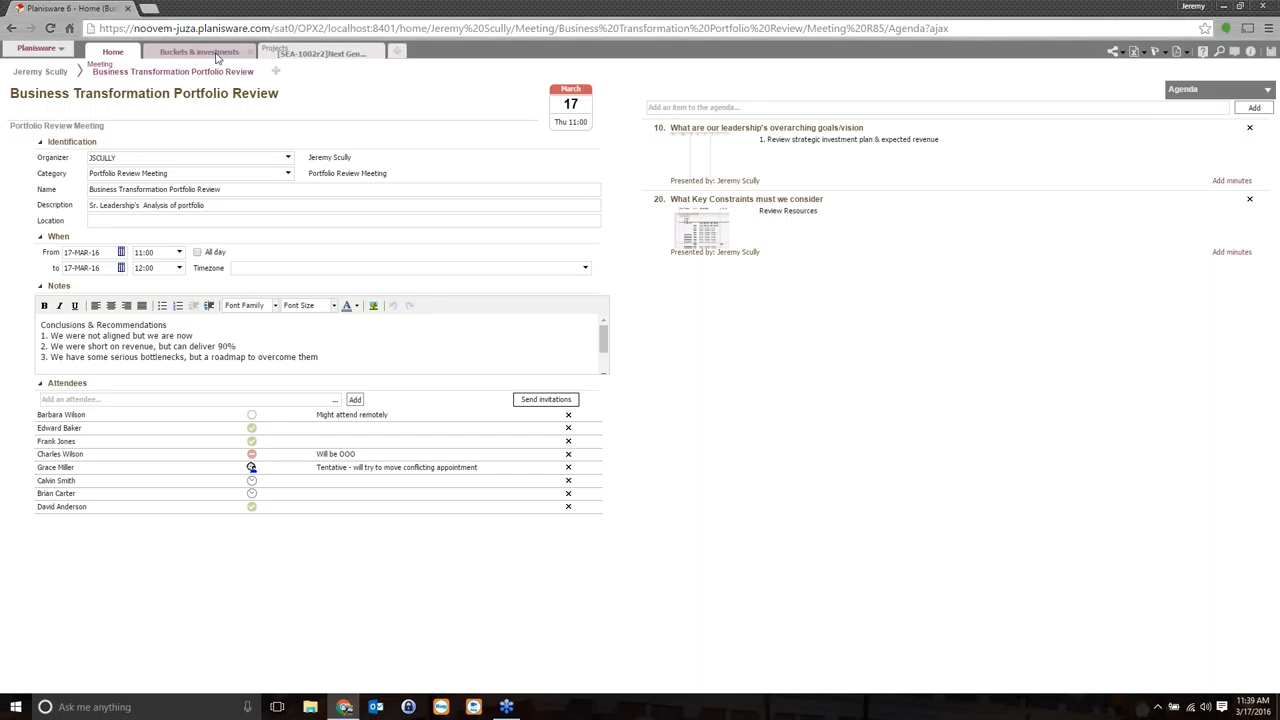 Planisware 6 - Home (Bus
Jeremy
https://noovem-juza.planisware.com/sat0/OPX2/localhost:8401/home/Jeremy%20Scully/Meeting/Business%20Transformation%20Portfolio%20Review/Meeting%20R85/Agenda?ajax
Planisware
Home
Buckets & investments
Projects
[SEA-1002r2]Next Gen...
Meeting
Jeremy Scully
Business Transformation Portfolio Review
Business Transformation Portfolio Review
Portfolio Review Meeting
March
17
Thu 11:00
Identification
Organizer JSCULLY Jeremy Scully
Category Portfolio Review Meeting Portfolio Review Meeting
Name Business Transformation Portfolio Review
Description Sr. Leadership's Analysis of portfolio
Location
When
From 17-MAR-16 11:00 All day
to 17-MAR-16 12:00 Timezone
Notes
B I U Font Family Font Size A
Conclusions & Recommendations
1. We were not aligned but we are now
2. We were short on revenue, but can deliver 90%
3. We have some serious bottlenecks, but a roadmap to overcome them
Attendees
Add an attendee... ... Add Send invitations
Barbara Wilson Might attend remotely
Edward Baker
Frank Jones
Charles Wilson Will be OOO
Grace Miller Tentative - will try to move conflicting appointment
Calvin Smith
Brian Carter
David Anderson
Agenda
Add an item to the agenda... Add
10. What are our leadership's overarching goals/vision
1. Review strategic investment plan & expected revenue
Presented by: Jeremy Scully Add minutes
20. What Key Constraints must we consider
Review Resources
Presented by: Jeremy Scully Add minutes
Ask me anything
11:39 AM
3/17/2016